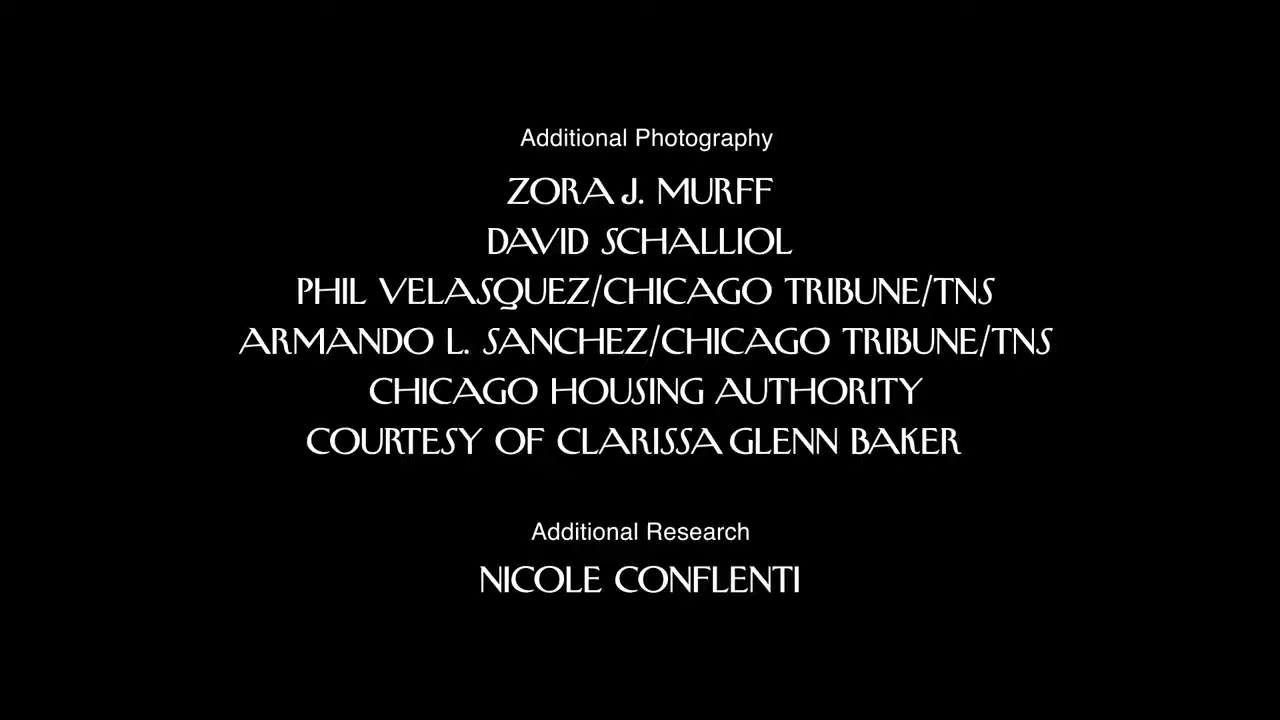 Additional Photography
ZORA J. MURFF
DAVID SCHALLIOL
PHIL VELASQUEZ/CHICAGO TRIBUNE/TNS
ARMANDO L. SANCHEZ/CHICAGO TRIBUNE/TNS
CHICAGO HOUSING AUTHORITY
COURTESY OF CLARISSA GLENN BAKER
Additional Research
NICOLE CONFLENTI